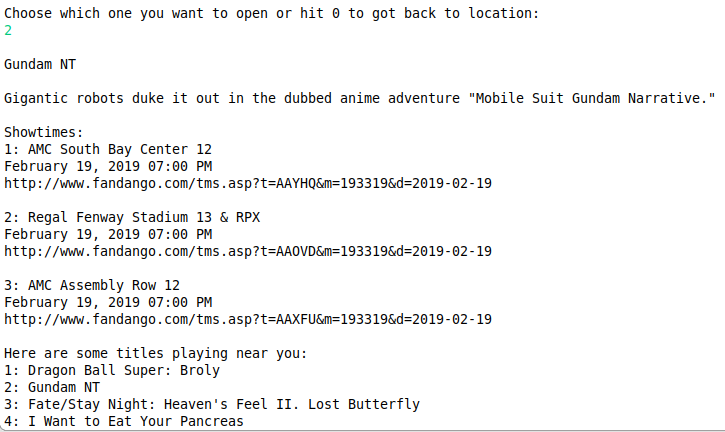 Choose which one you want to open or hit 0 to got back to location:
2
Gundam NT
Gigantic robots duke it out in the dubbed anime adventure "Mobile Suit Gundam Narrative."
Showtimes:
1: AMC South Bay Center 12
February 19, 2019 07:00 PM
http://www.fandango.com/tms.asp?t=AAYHQ&m=193319&d=2019-02-19
2: Regal Fenway Stadium 13 & RPX
February 19, 2019 07:00 PM
http://www.fandango.com/tms.asp?t=AAOVD&m=193319&d=2019-02-19
3: AMC Assembly Row 12
February 19, 2019 07:00 PM
http://www.fandango.com/tms.asp?t=AAXFU&m=193319&d=2019-02-19
Here are some titles playing near you:
1: Dragon Ball Super: Broly
2: Gundam NT
3: Fate/Stay Night: Heaven's Feel II. Lost Butterfly
4: I Want to Eat Your Pancreas